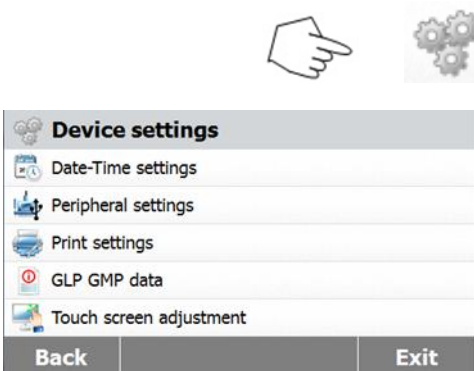 Device settings
Date-Time settings
Peripheral settings
Print settings
GLP GMP data
Touch screen adjustment
Back Exit